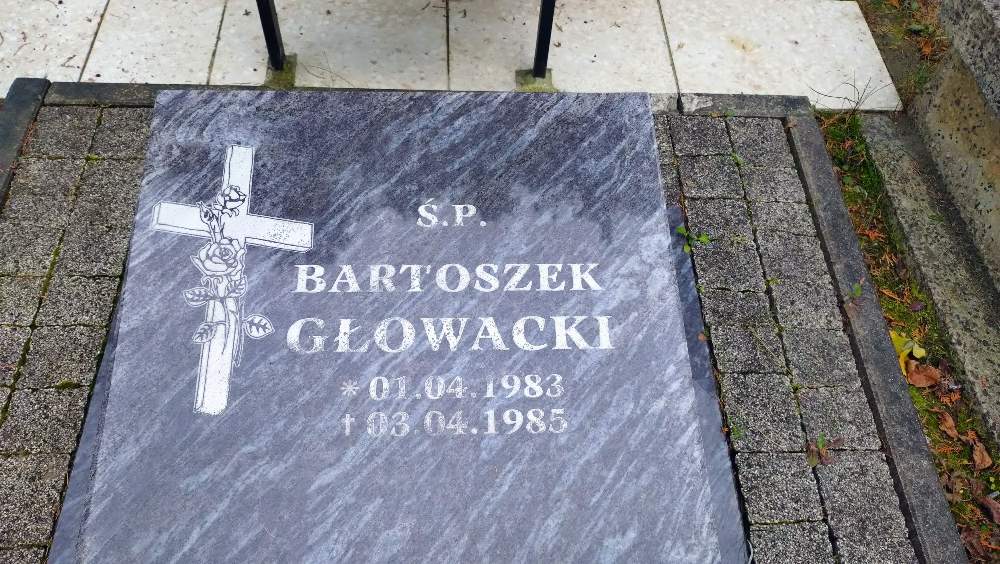 Ś.P.
BARTOSZEK
GŁOWACKI
* 01.04.1983
† 03.04.1985